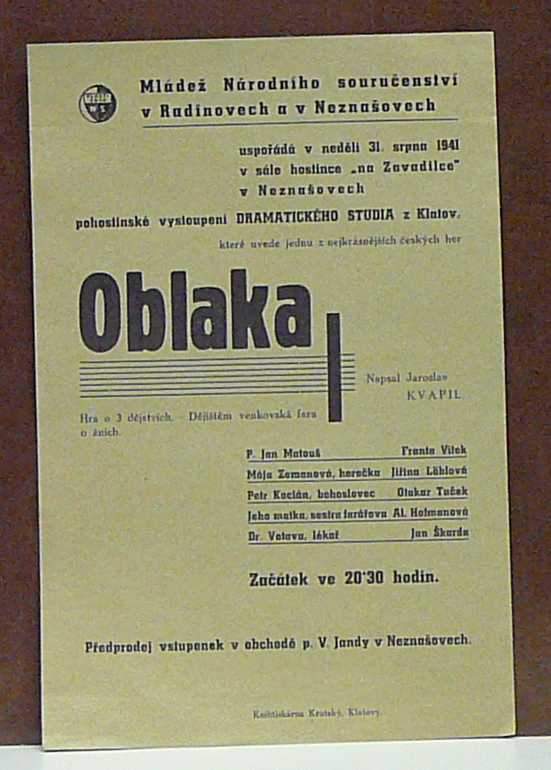 Mládež Národního souručenství
v Radinovech a v Neznašovech
uspořádá v neděli 31. srpna 1941
v sále hostince „na Zavadilce"
v Neznašovech
pohostinské vystoupení DRAMATICKÉHO STUDIA z Klatov,
které uvede jednu z nejkrásnějších českých her
Oblaka
Napsal Jaroslav
KVAPIL
Hra o 3 dějstvích. Dějištěm venkovská fara
o žních.
P. Jan Matouš Franta Vítek
Mája Zemanová, herečka Jiřina Löblová
Petr Kocián, bohoslovec Otakar Tuček
Jeho matka, sestra farářova Al. Hofmanová
Dr. Votava, lékař Jan Škarda
Začátek ve 20'30 hodin.
Předprodej vstupenek v obchodě p. V. Jandy v Neznašovech.
Knihtiskárna Kratský, Klatovy.